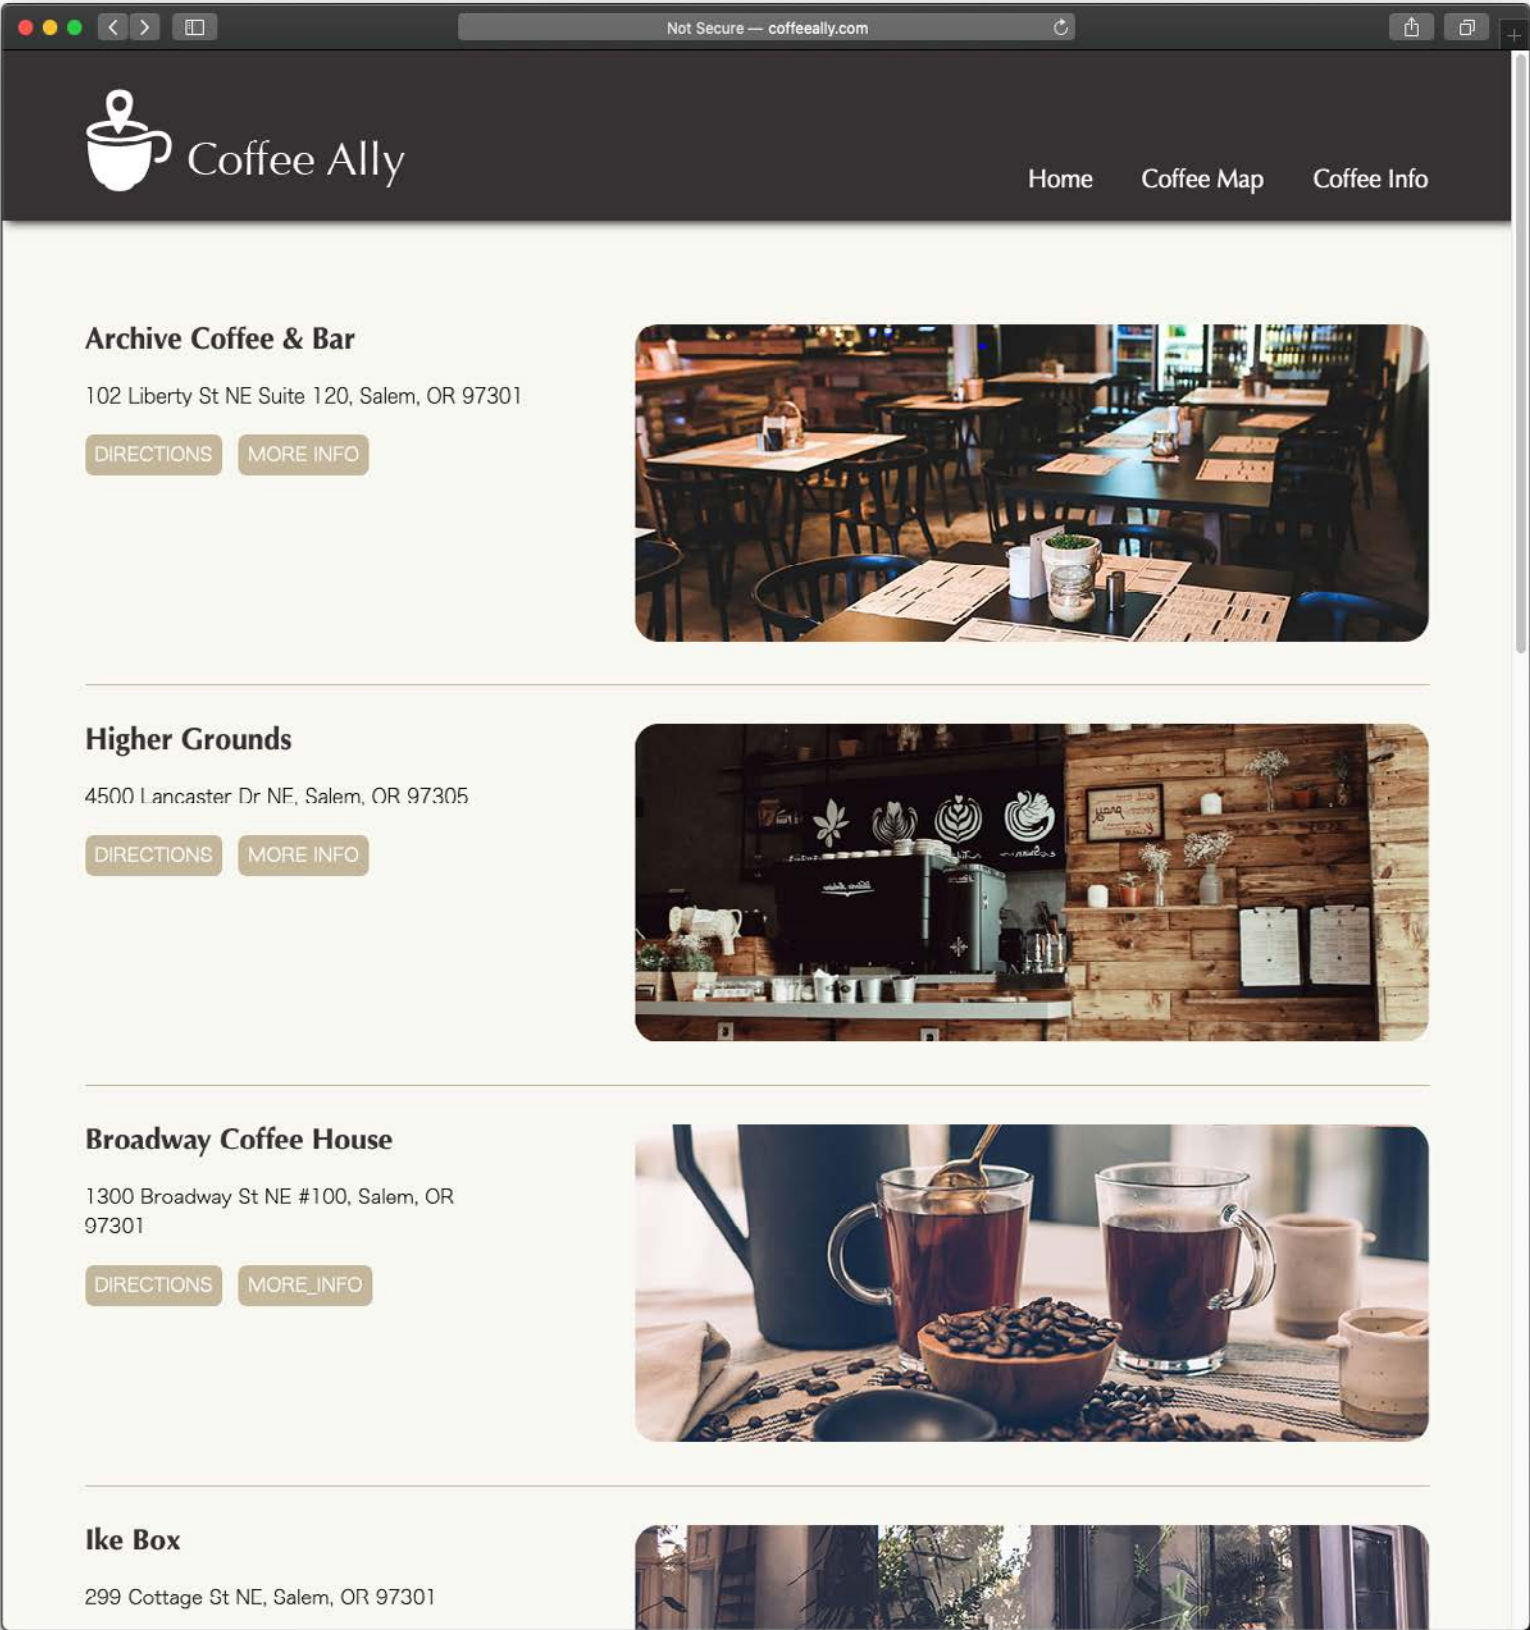 Not Secure — coffeeally.com
Coffee Ally
Home Coffee Map Coffee Info
Archive Coffee & Bar
102 Liberty St NE Suite 120, Salem, OR 97301
DIRECTIONS MORE INFO
Higher Grounds
4500 Lancaster Dr NE, Salem, OR 97305
DIRECTIONS MORE INFO
Broadway Coffee House
1300 Broadway St NE #100, Salem, OR
97301
DIRECTIONS MORE_INFO
Ike Box
299 Cottage St NE, Salem, OR 97301